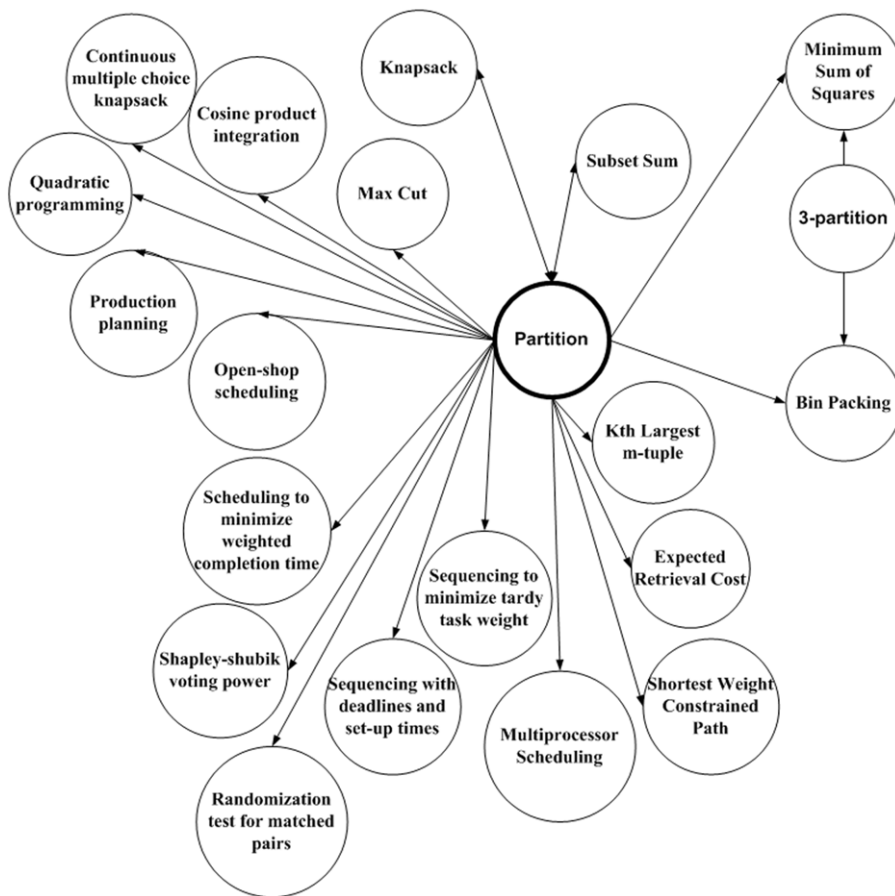 Continuous
multiple choice
knapsack
Cosine product
integration
Knapsack
Minimum
Sum of
Squares
Quadratic
programming
Max Cut
Subset Sum
3-partition
Production
planning
Partition
Open-shop
scheduling
Bin Packing
Kth Largest
m-tuple
Scheduling to
minimize
weighted
completion time
Sequencing to
minimize tardy
task weight
Expected
Retrieval Cost
Shapley-shubik
voting power
Sequencing with
deadlines and
set-up times
Multiprocessor
Scheduling
Shortest Weight
Constrained
Path
Randomization
test for matched
pairs